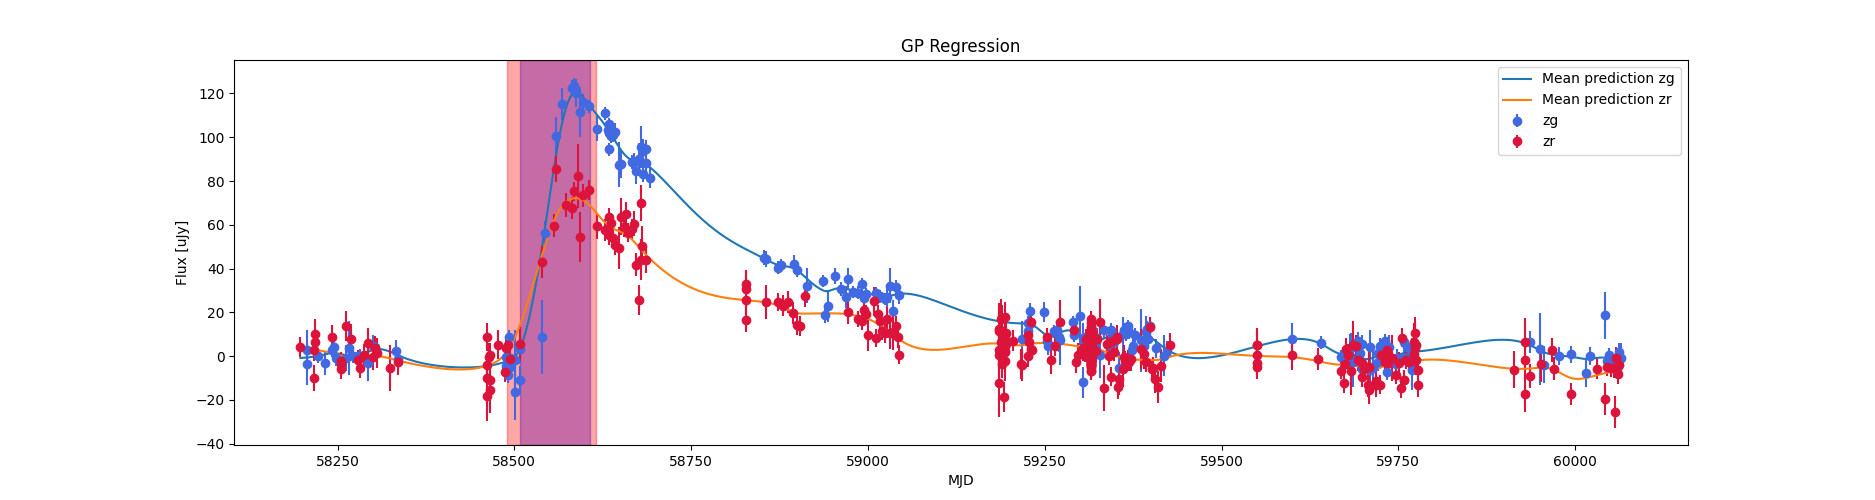 GP Regression
Flux [uJy]
120
100
80
60
40
20
0
−20
−40
Mean prediction zg
Mean prediction zr
zg
zr
58250
58500
58750
59000
59250
59500
59750
60000
MJD